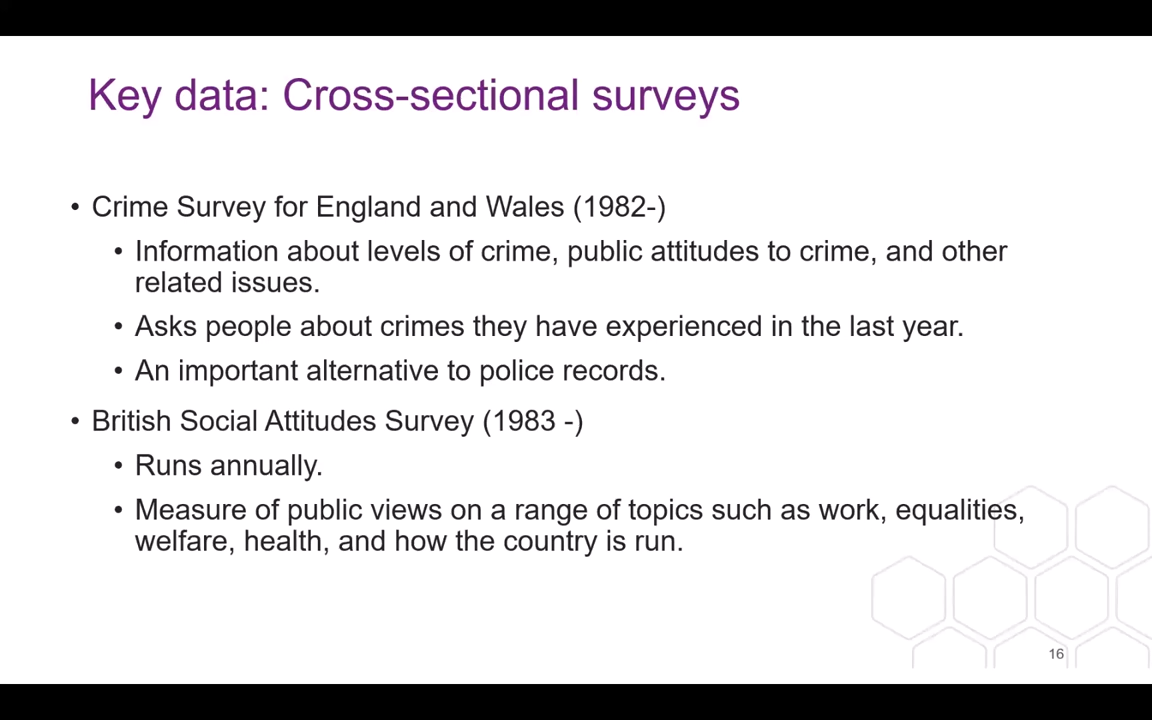 Key data: Cross-sectional surveys
• Crime Survey for England and Wales (1982-)
• Information about levels of crime, public attitudes to crime, and other
related issues.
• Asks people about crimes they have experienced in the last year.
• An important alternative to police records.
• British Social Attitudes Survey (1983 -)
• Runs annually.
• Measure of public views on a range of topics such as work, equalities,
welfare, health, and how the country is run.
16